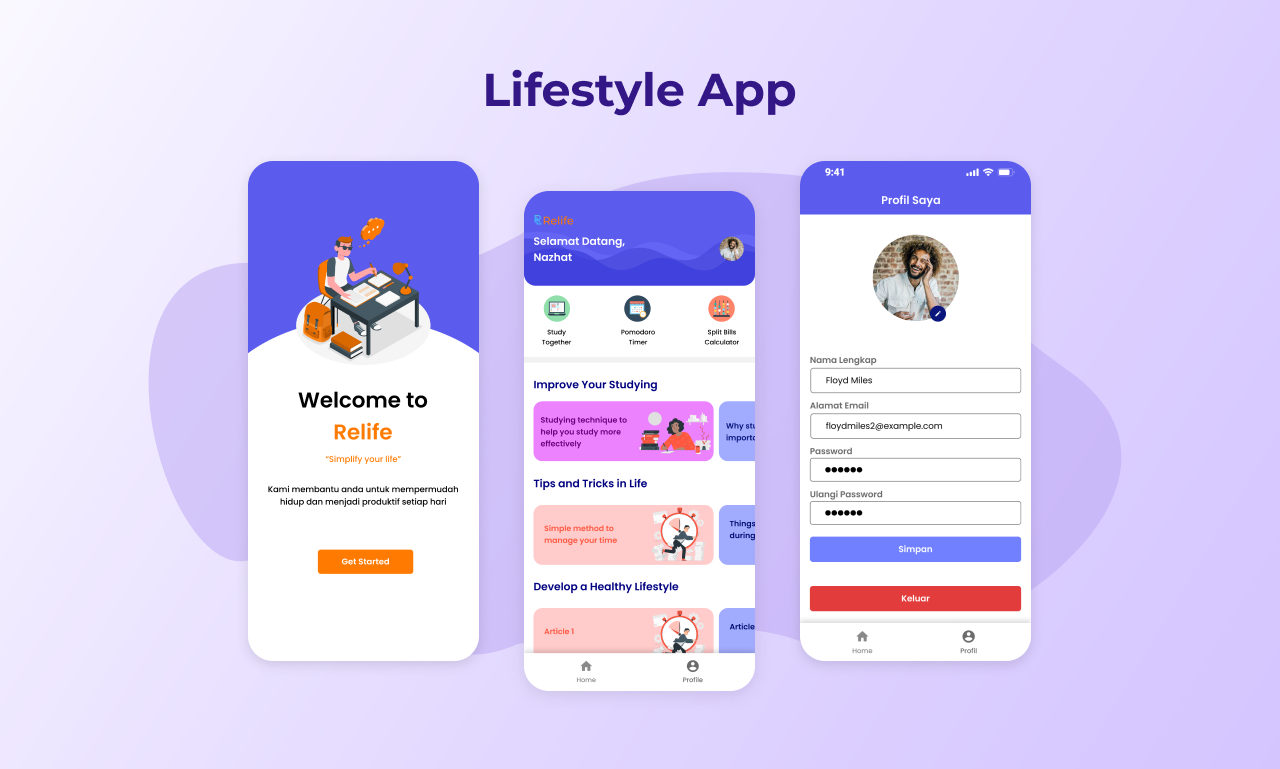 Lifestyle App
Welcome to
Relife
“Simplify your life”
Kami membantu anda untuk mempermudah
hidup dan menjadi produktif setiap hari
Get Started
Relife
Selamat Datang,
Nazhat
Study
Together
Pomodoro
Timer
Split Bills
Calculator
Improve Your Studying
Studying technique to
help you study more
effectively
Why
Tips and Tricks in Life
Simple method to
manage your time
Things
during
Develop a Healthy Lifestyle
Article 1
Article
Home
Profile
9:41
Profil Saya
Nama Lengkap
Floyd Miles
Alamat Email
floydmiles2@example.com
Password
●●●●●●
Ulangi Password
●●●●●●
Simpan
Keluar
Home
Profil